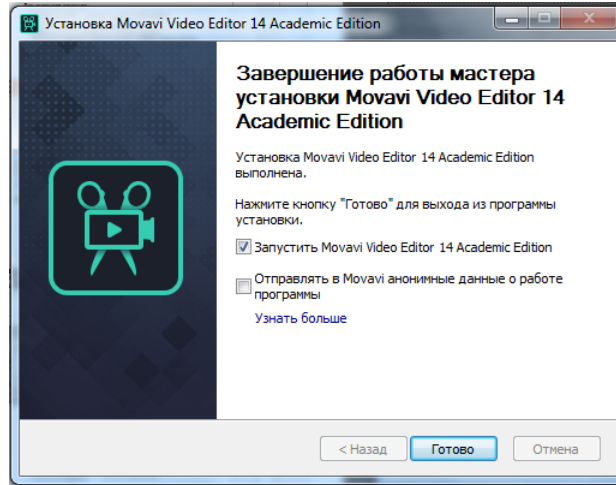 Установка Movavi Video Editor 14 Academic Edition
Завершение работы мастера
установки Movavi Video Editor 14
Academic Edition
Установка Movavi Video Editor 14 Academic Edition
выполнена.
Нажмите кнопку "Готово" для выхода из программы
установки.
Запустить Movavi Video Editor 14 Academic Edition
Отправлять в Movavi анонимные данные о работе
программы
Узнать больше
< Назад
Готово
Отмена